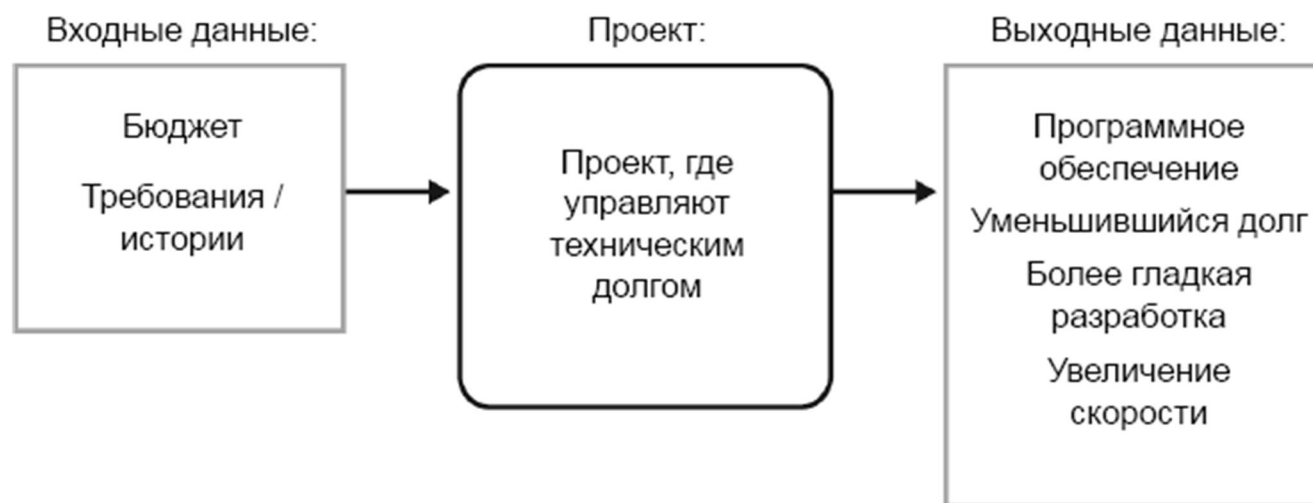 Входные данные:
Бюджет
Требования /
истории
Проект:
Проект, где
управляют
техническим
долгом
Выходные данные:
Программное
обеспечение
Уменьшившийся долг
Более гладкая
разработка
Увеличение
скорости